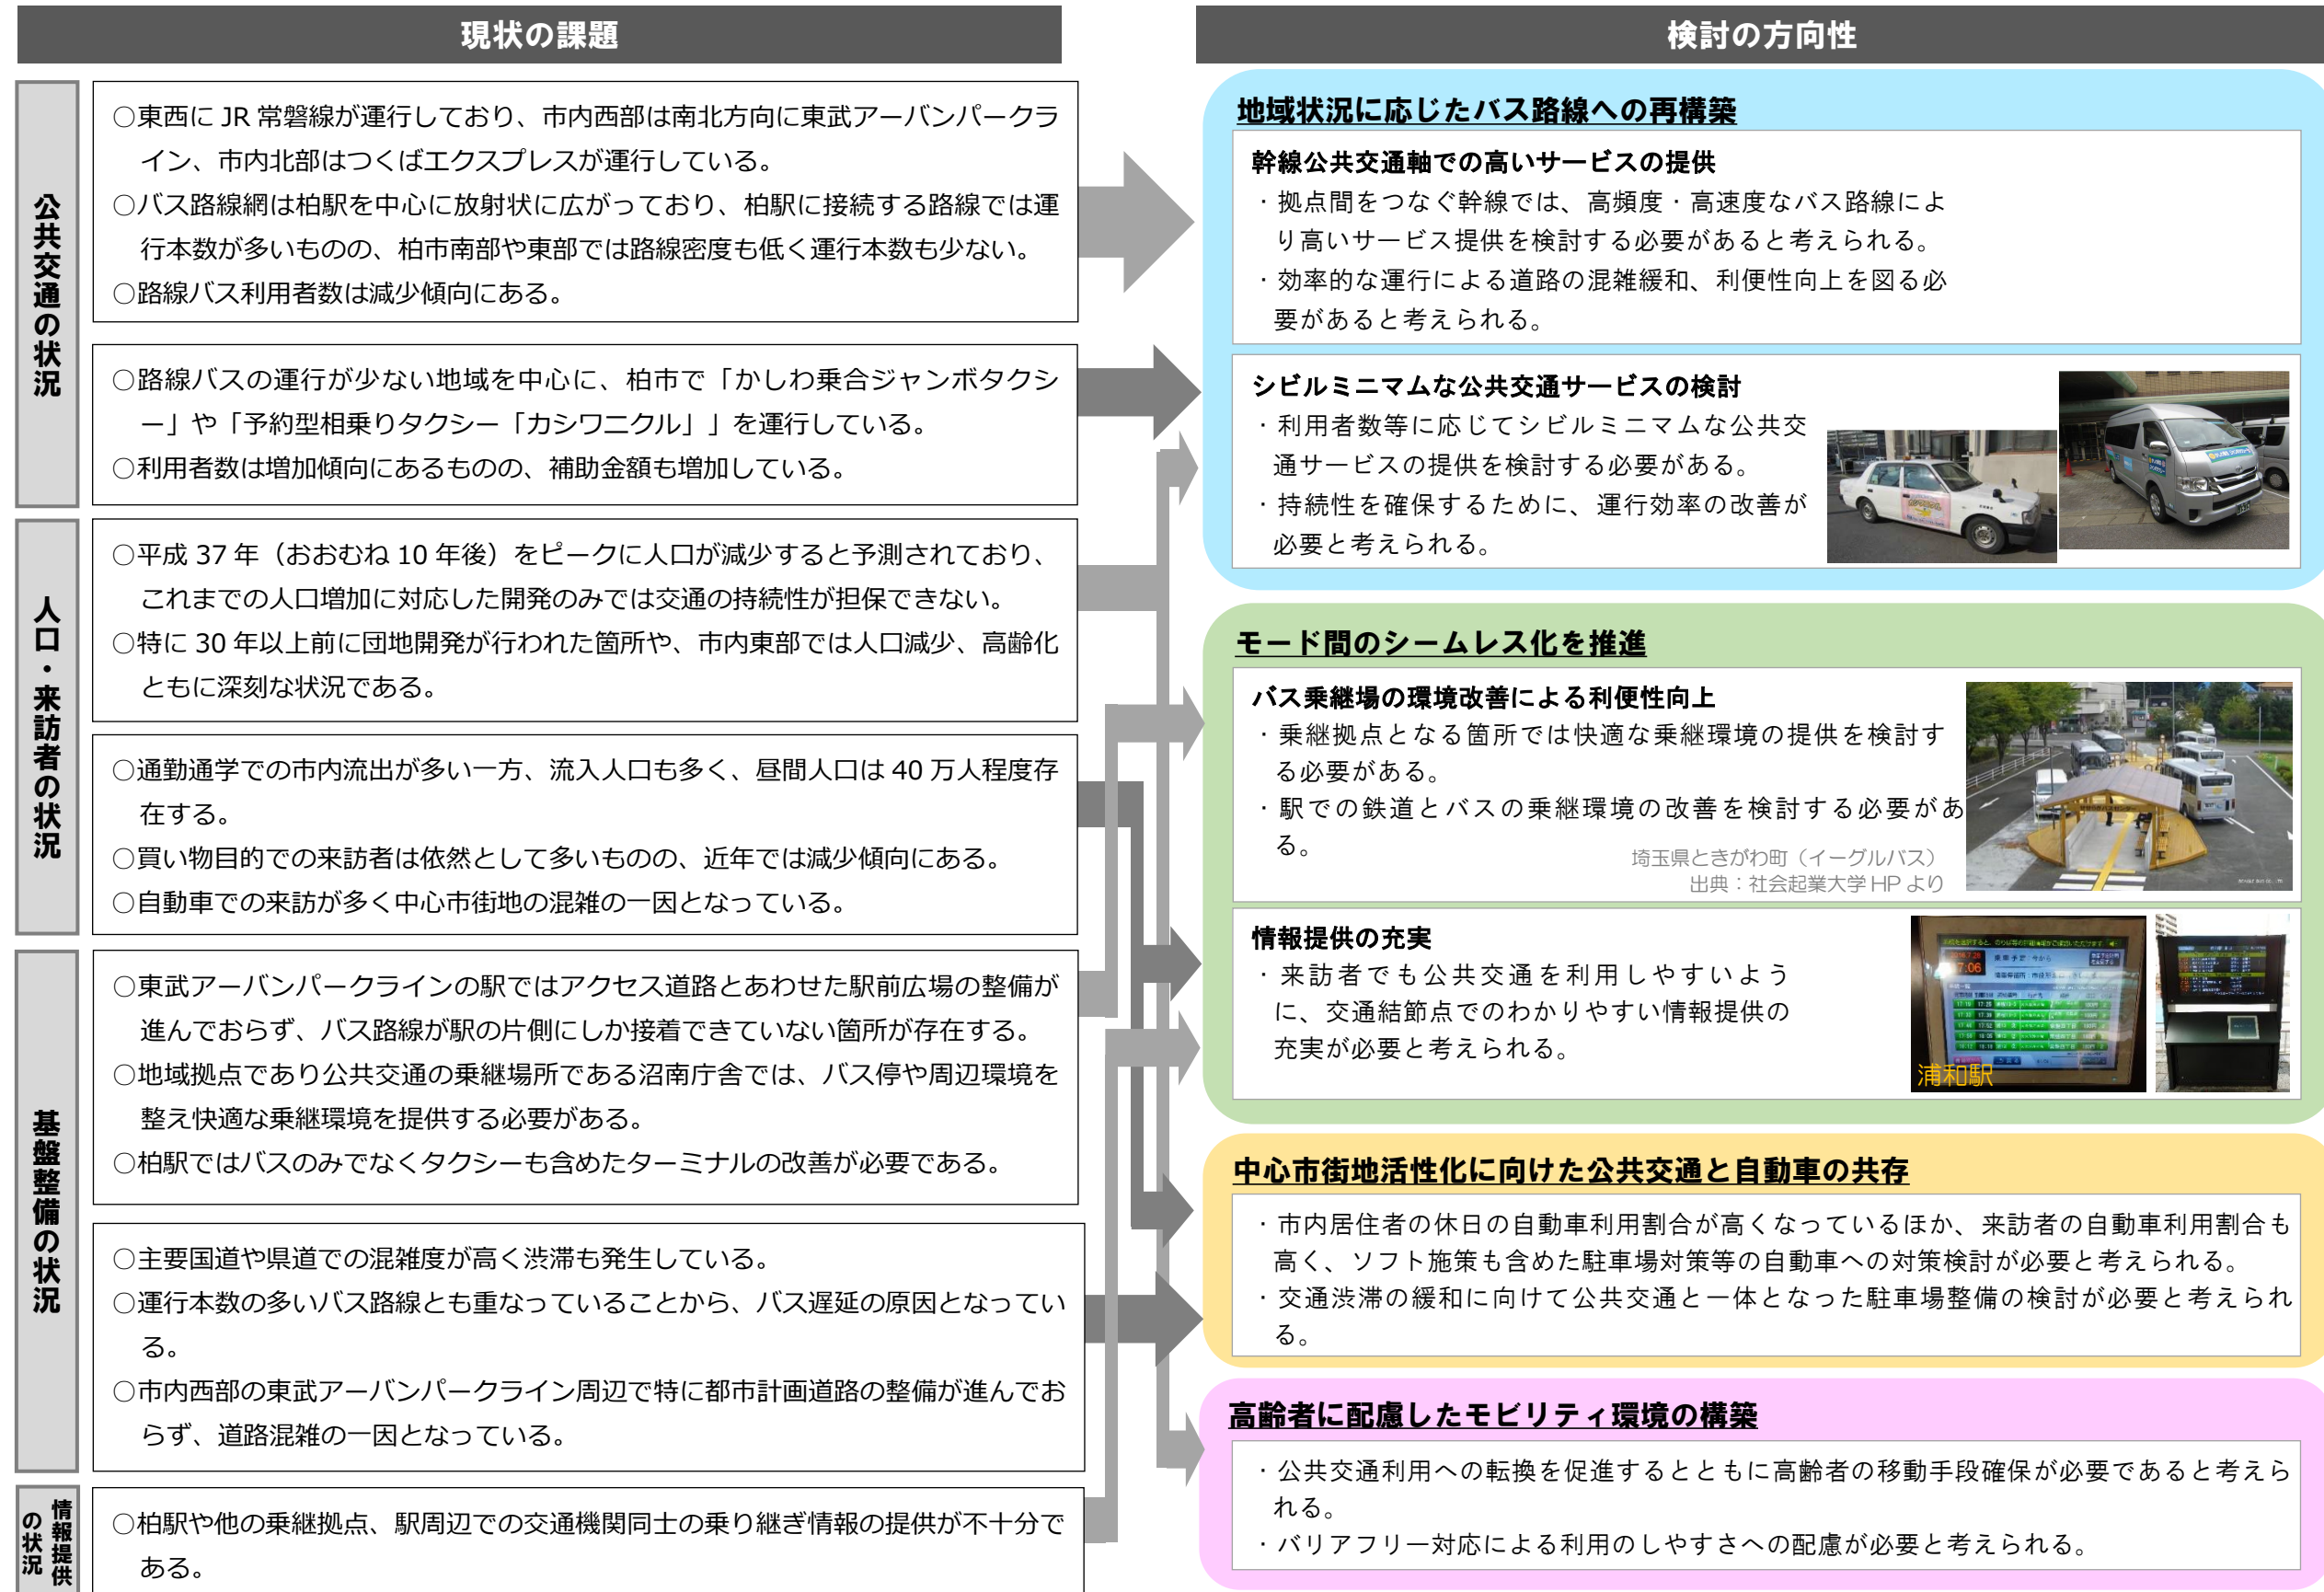 現状の課題
公共交通の状況
○東西に JR 常磐線が運行しており、市内西部は南北方向に東武アーバンパークラ
イン、市内北部はつくばエクスプレスが運行している。
○バス路線網は柏駅を中心に放射状に広がっており、柏駅に接続する路線では運
行本数が多いものの、柏市南部や東部では路線密度も低く運行本数も少ない。
○路線バス利用者数は減少傾向にある。
○路線バスの運行が少ない地域を中心に、柏市で「かしわ乗合ジャンボタクシ
ー」や「予約型相乗りタクシー「カシワニクル」」を運行している。
○利用者数は増加傾向にあるものの、補助金額も増加している。
人口・来訪者の状況
○平成 37 年（おおむね 10 年後）をピークに人口が減少すると予測されており、
これまでの人口増加に対応した開発のみでは交通の持続性が担保できない。
○特に 30 年以上前に団地開発が行われた箇所や、市内東部では人口減少、高齢化
ともに深刻な状況である。
○通勤通学での市内流出が多い一方、流入人口も多く、昼間人口は 40 万人程度存
在する。
○買い物目的での来訪者は依然として多いものの、近年では減少傾向にある。
○自動車での来訪が多く中心市街地の混雑の一因となっている。
基盤整備の状況
○東武アーバンパークラインの駅ではアクセス道路とあわせた駅前広場の整備が
進んでおらず、バス路線が駅の片側にしか接着できていない箇所が存在する。
○地域拠点であり公共交通の乗継場所である沼南庁舎では、バス停や周辺環境を
整え快適な乗継環境を提供する必要がある。
○柏駅ではバスのみでなくタクシーも含めたターミナルの改善が必要である。
○主要国道や県道での混雑度が高く渋滞も発生している。
○運行本数の多いバス路線とも重なっていることから、バス遅延の原因となってい
る。
○市内西部の東武アーバンパークライン周辺で特に都市計画道路の整備が進んでお
らず、道路混雑の一因となっている。
情報提供
の状況
○柏駅や他の乗継拠点、駅周辺での交通機関同士の乗り継ぎ情報の提供が不十分で
ある。
検討の方向性
地域状況に応じたバス路線への再構築
幹線公共交通軸での高いサービスの提供
・拠点間をつなぐ幹線では、高頻度・高速度なバス路線によ
り高いサービス提供を検討する必要があると考えられる。
・効率的な運行による道路の混雑緩和、利便性向上を図る必
要があると考えられる。
シビルミニマムな公共交通サービスの検討
・利用者数等に応じてシビルミニマムな公共交
通サービスの提供を検討する必要がある。
・持続性を確保するために、運行効率の改善が
必要と考えられる。
モード間のシームレス化を推進
バス乗継場の環境改善による利便性向上
・乗継拠点となる箇所では快適な乗継環境の提供を検討す
る必要がある。
・駅での鉄道とバスの乗継環境の改善を検討する必要があ
る。
埼玉県ときがわ町（イーグルバス）
出典：社会起業大学 HP より
情報提供の充実
・来訪者でも公共交通を利用しやすいよう
に、交通結節点でのわかりやすい情報提供の
充実が必要と考えられる。
浦和駅
中心市街地活性化に向けた公共交通と自動車の共存
・市内居住者の休日の自動車利用割合が高くなっているほか、来訪者の自動車利用割合も
高く、ソフト施策も含めた駐車場対策等の自動車への対策検討が必要と考えられる。
・交通渋滞の緩和に向けて公共交通と一体となった駐車場整備の検討が必要と考えられ
る。
高齢者に配慮したモビリティ環境の構築
・公共交通利用への転換を促進するとともに高齢者の移動手段確保が必要であると考えら
れる。
・バリアフリー対応による利用のしやすさへの配慮が必要と考えられる。